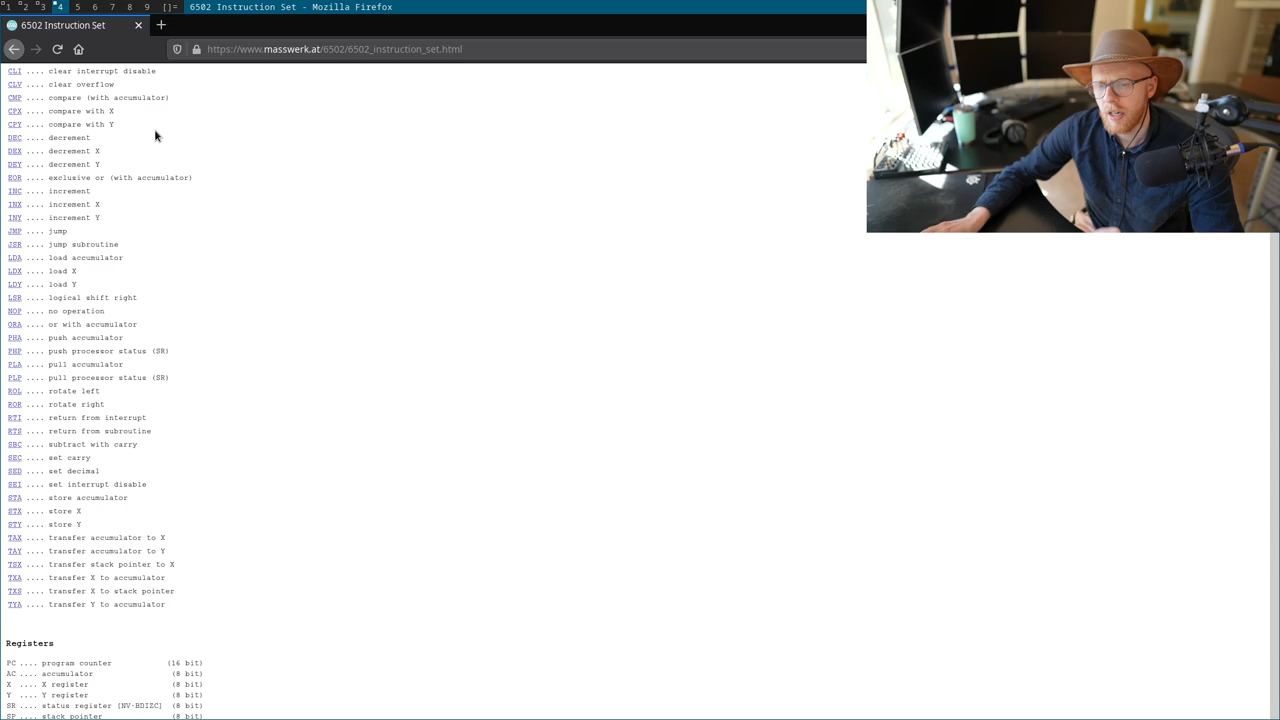 1 2 3 4 5 6 7 8 9 []= 6502 Instruction Set - Mozilla Firefox
6502 Instruction Set
https://www.masswerk.at/6502/6502_instruction_set.html
CLI .... clear interrupt disable
CLV .... clear overflow
CMP .... compare (with accumulator)
CPX .... compare with X
CPY .... compare with Y
DEC .... decrement
DEX .... decrement X
DEY .... decrement Y
EOR .... exclusive or (with accumulator)
INC .... increment
INX .... increment X
INY .... increment Y
JMP .... jump
JSR .... jump subroutine
LDA .... load accumulator
LDX .... load X
LDY .... load Y
LSR .... logical shift right
NOP .... no operation
ORA .... or with accumulator
PHA .... push accumulator
PHP .... push processor status (SR)
PLA .... pull accumulator
PLP .... pull processor status (SR)
ROL .... rotate left
ROR .... rotate right
RTI .... return from interrupt
RTS .... return from subroutine
SBC .... subtract with carry
SEC .... set carry
SED .... set decimal
SEI .... set interrupt disable
STA .... store accumulator
STX .... store X
STY .... store Y
TAX .... transfer accumulator to X
TAY .... transfer accumulator to Y
TSX .... transfer stack pointer to X
TXA .... transfer X to accumulator
TXS .... transfer X to stack pointer
TYA .... transfer Y to accumulator
Registers
PC .... program counter (16 bit)
AC .... accumulator (8 bit)
X .... X register (8 bit)
Y .... Y register (8 bit)
SR .... status register [NV-BDIZC] (8 bit)
SP .... stack pointer (8 bit)